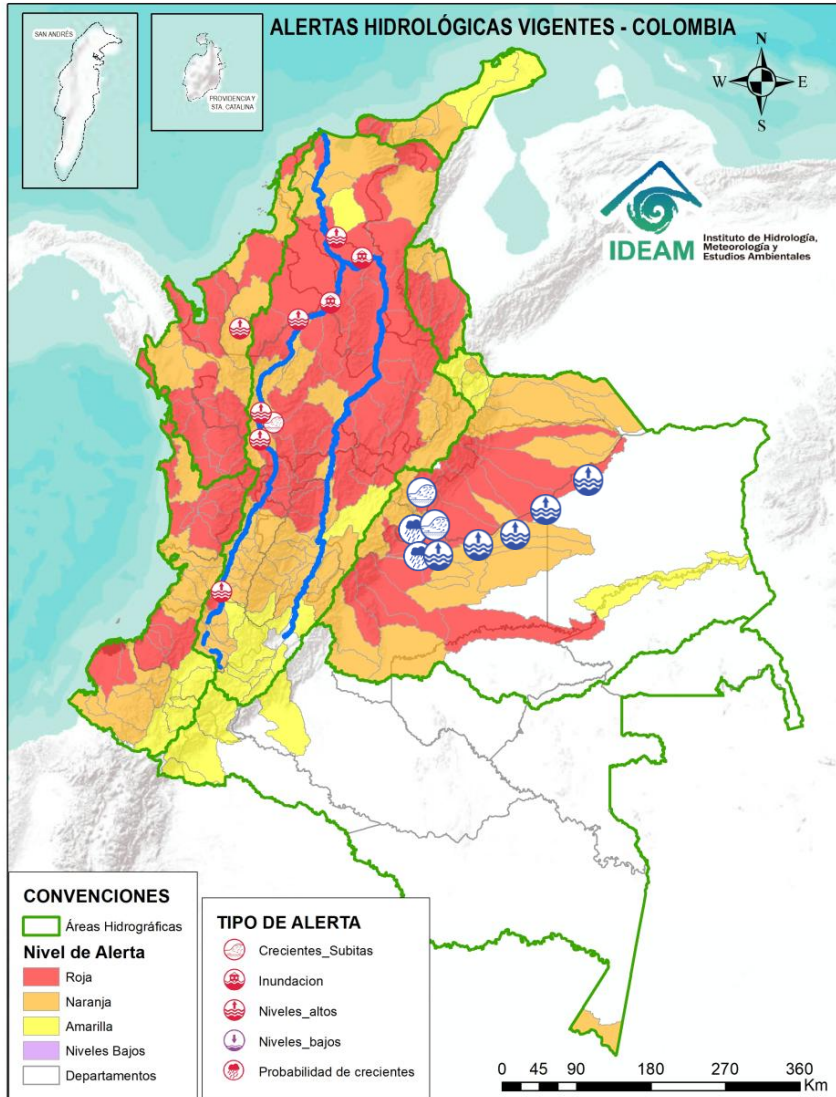 ALERTAS HIDROLÓGICAS VIGENTES - COLOMBIA
SAN ANDRÉS
PROVIDENCIA Y
STA. CATALINA
N
W
E
S
IDEAM
Instituto de Hidrología,
Meteorología y
Estudios Ambientales
CONVENCIONES
Áreas Hidrográficas
Nivel de Alerta
Roja
Naranja
Amarilla
Niveles Bajos
Departamentos
TIPO DE ALERTA
Crecientes_Subitas
Inundacion
Niveles_altos
Niveles_bajos
Probabilidad de crecientes
0 45 90 180 270 360
Km